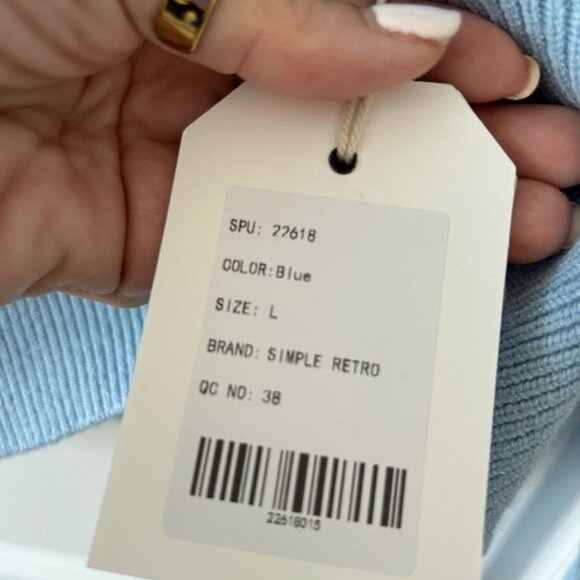 SPU: 22618
COLOR:Blue
SIZE: L
BRAND: SIMPLE RETRO
QC NO: 38
22618015